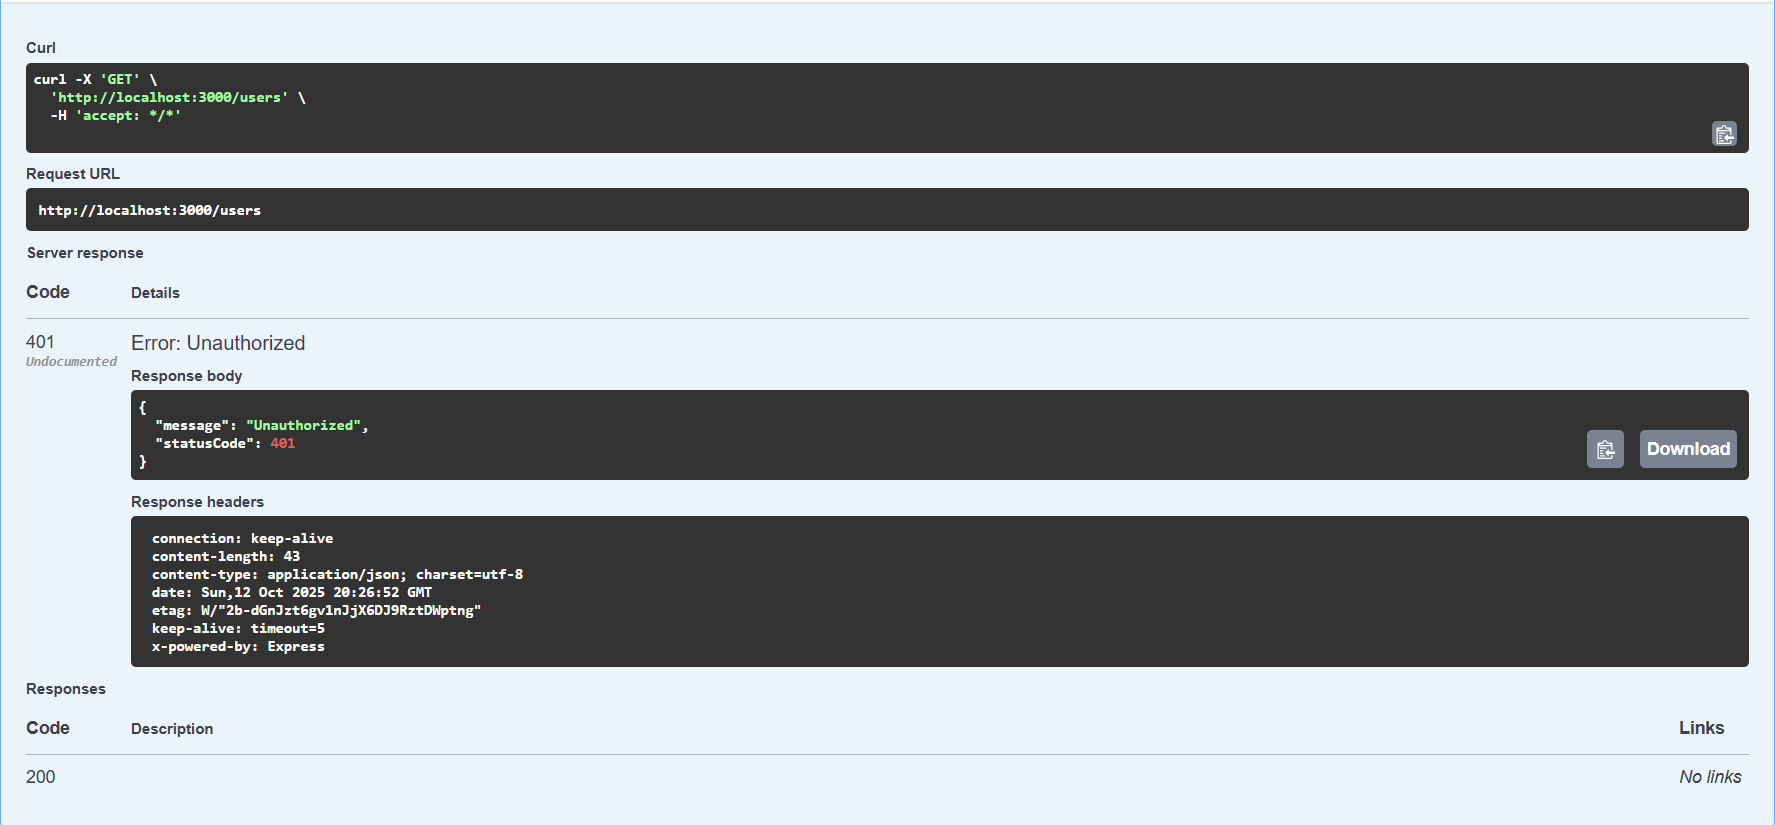 Curl
curl -X 'GET' \
  'http://localhost:3000/users' \
  -H 'accept: */*'
Request URL
http://localhost:3000/users
Server response
Code Details
401 Error: Unauthorized
Undocumented
Response body
{
  "message": "Unauthorized",
  "statusCode": 401
}
Download
Response headers
connection: keep-alive
content-length: 43
content-type: application/json; charset=utf-8
date: Sun,12 Oct 2025 20:26:52 GMT
etag: W/"2b-dGnJzt6gv1nJjX6DJ9RztDWptng"
keep-alive: timeout=5
x-powered-by: Express
Responses
Code Description Links
200 No links